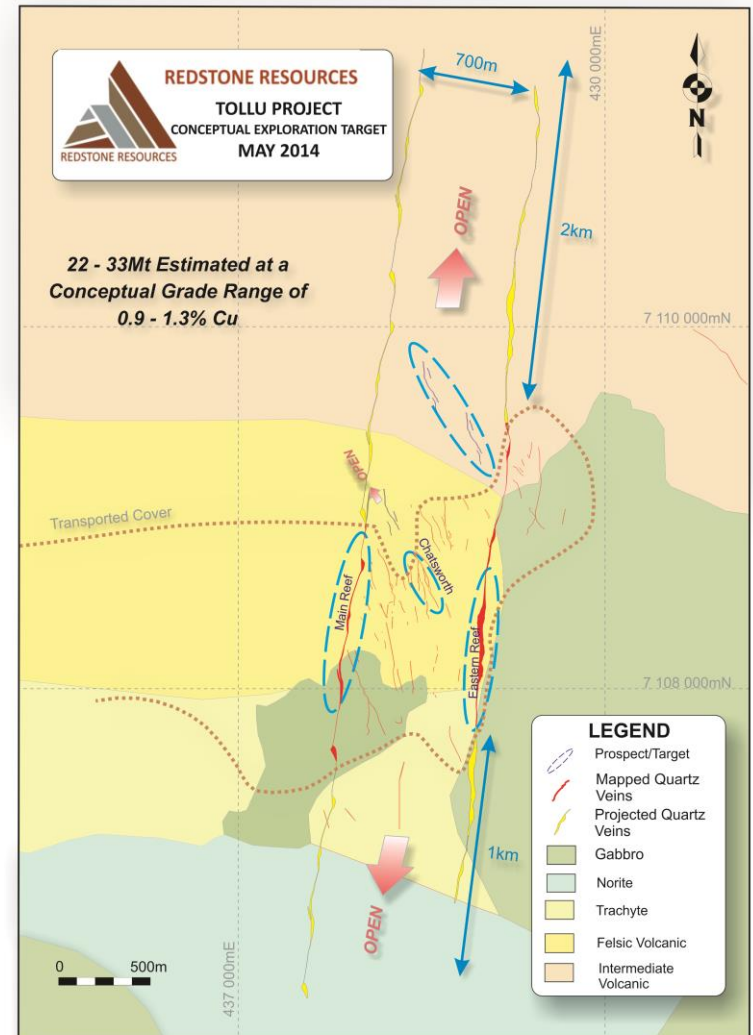 REDSTONE RESOURCES
REDSTONE RESOURCES
TOLLU PROJECT
CONCEPTUAL EXPLORATION TARGET
MAY 2014
700m
430 000mE
N
OPEN
2km
22 - 33Mt Estimated at a
Conceptual Grade Range of
0.9 - 1.3% Cu
7 110 000mN
OPEN
Transported Cover
Chatsworth
Main Reef
Eastern Reef
7 108 000mN
LEGEND
Prospect/Target
Mapped Quartz
Veins
Projected Quartz
Veins
Gabbro
Norite
Trachyte
Felsic Volcanic
Intermediate
Volcanic
1km
OPEN
0 500m
437 000mE